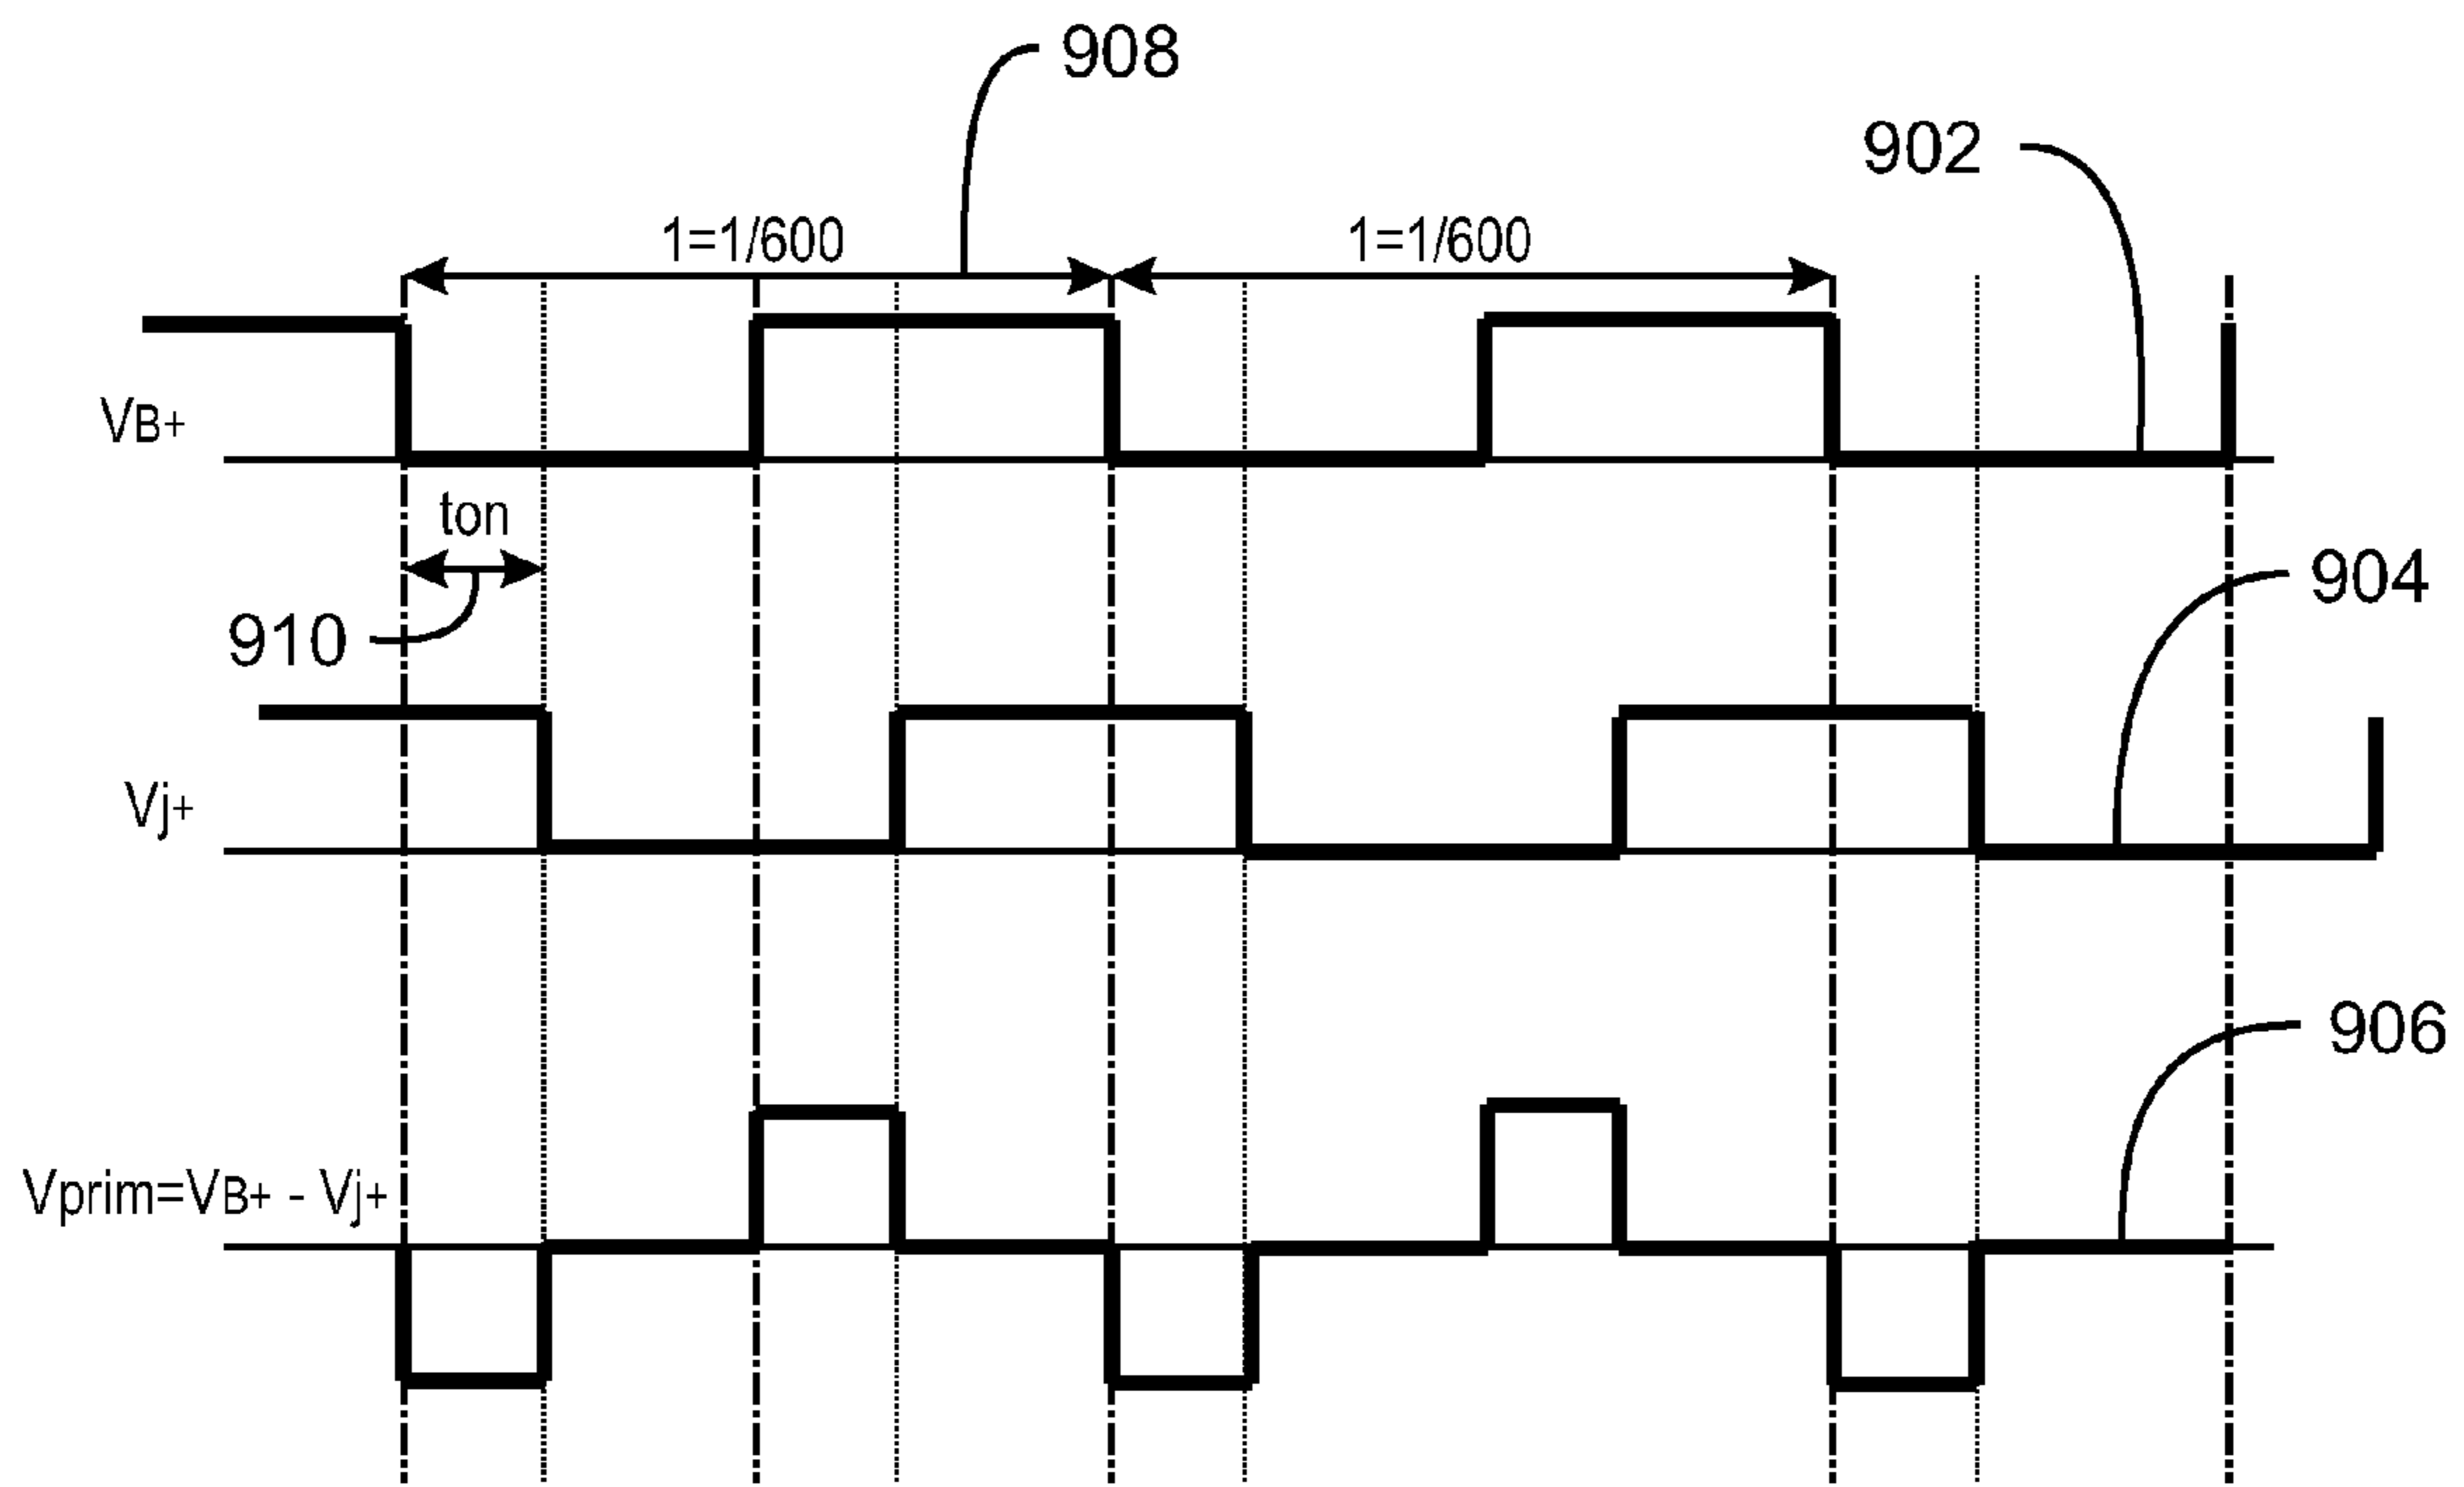 908
902
1=1/600
1=1/600
VB+
ton
904
910
Vj+
906
Vprim=VB+ - Vj+